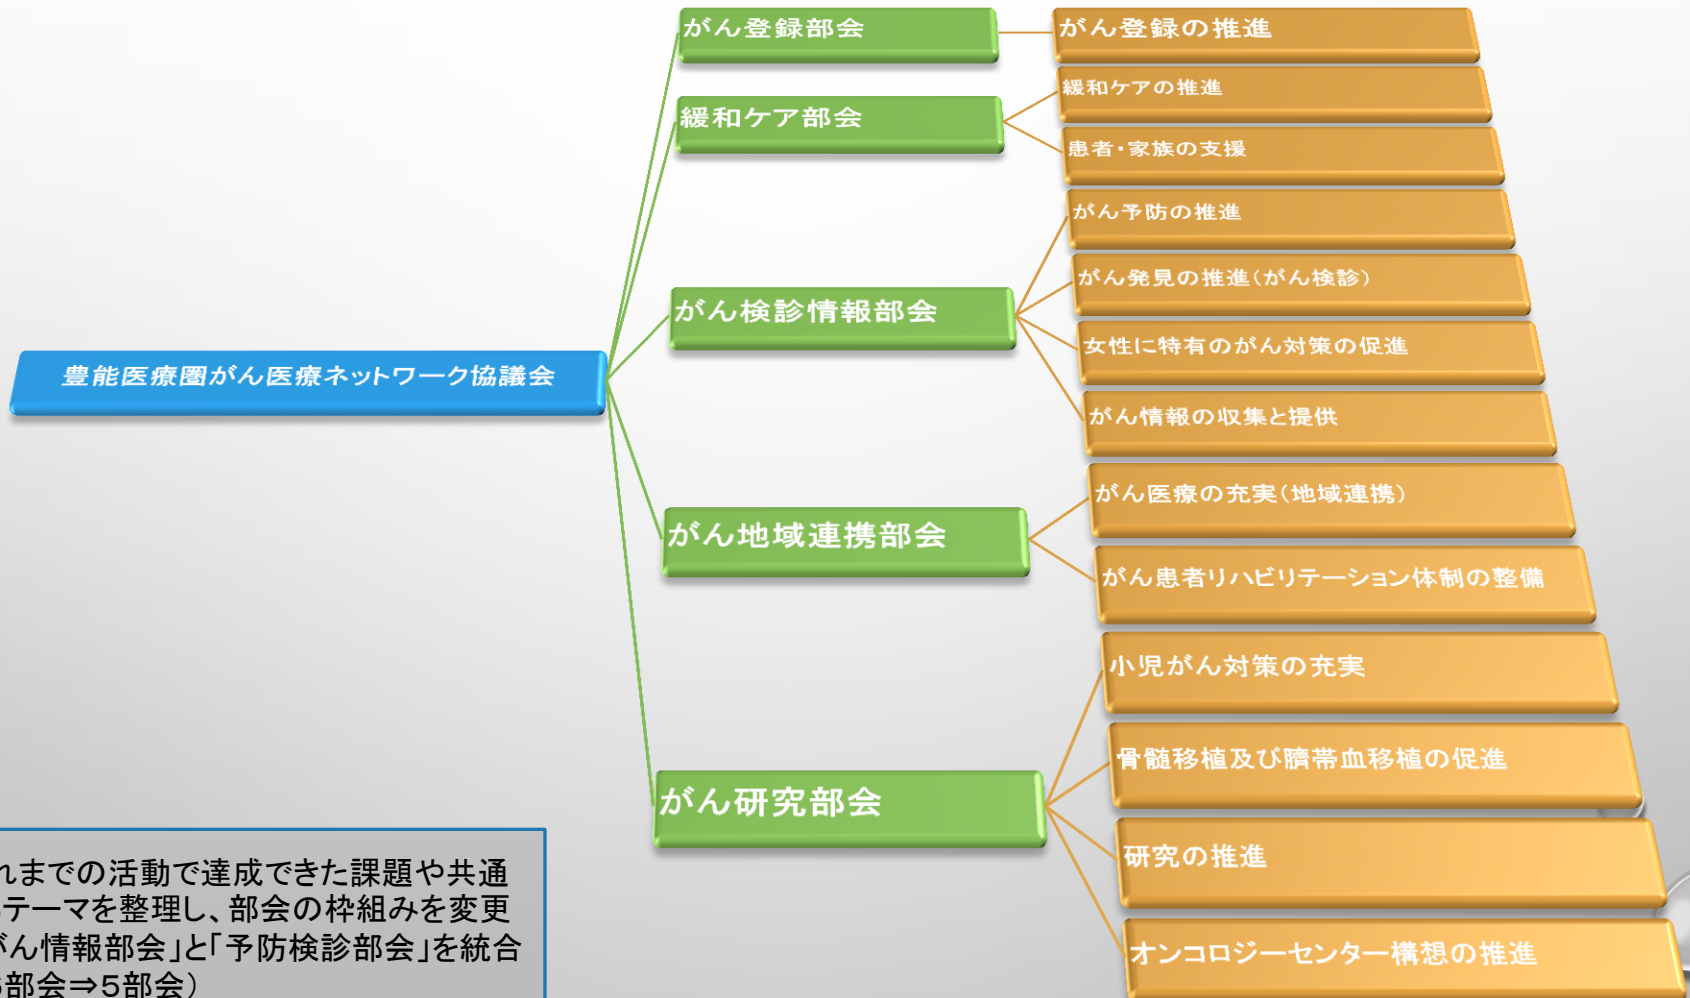 豊能医療圏がん医療ネットワーク協議会
がん登録部会
がん登録の推進
緩和ケア部会
緩和ケアの推進
患者・家族の支援
がん検診情報部会
がん予防の推進
がん発見の推進(がん検診)
女性に特有のがん対策の促進
がん情報の収集と提供
がん地域連携部会
がん医療の充実(地域連携)
がん患者リハビリテーション体制の整備
がん研究部会
小児がん対策の充実
骨髄移植及び臍帯血移植の促進
研究の推進
オンコロジーセンター構想の推進
れまでの活動で達成できた課題や共通
テーマを整理し、部会の枠組みを変更
がん情報部会」と「予防検診部会」を統合
部会⇒5部会)